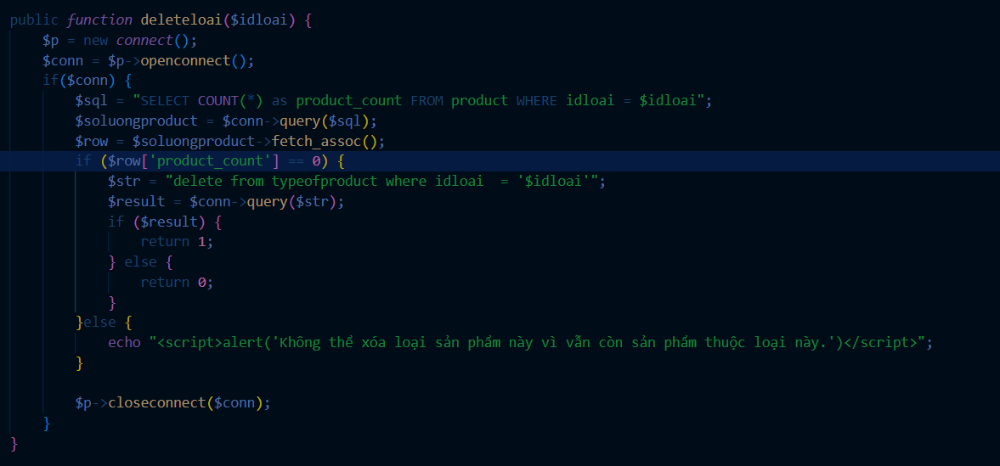 public function deleteloai($idloai) {
    $p = new connect();
    $conn = $p->openconnect();
    if($conn) {
        $sql = "SELECT COUNT(*) as product_count FROM product WHERE idloai = $idloai";
        $soluongproduct = $conn->query($sql);
        $row = $soluongproduct->fetch_assoc();
        if ($row['product_count'] == 0) {
            $str = "delete from typeofproduct where idloai  = '$idloai'";
            $result = $conn->query($str);
            if ($result) {
                return 1;
            } else {
                return 0;
            }
        }else {
            echo "<script>alert('Không thể xóa loại sản phẩm này vì vẫn còn sản phẩm thuộc loại này.')</script>";
        }
        $p->closeconnect($conn);
    }
}